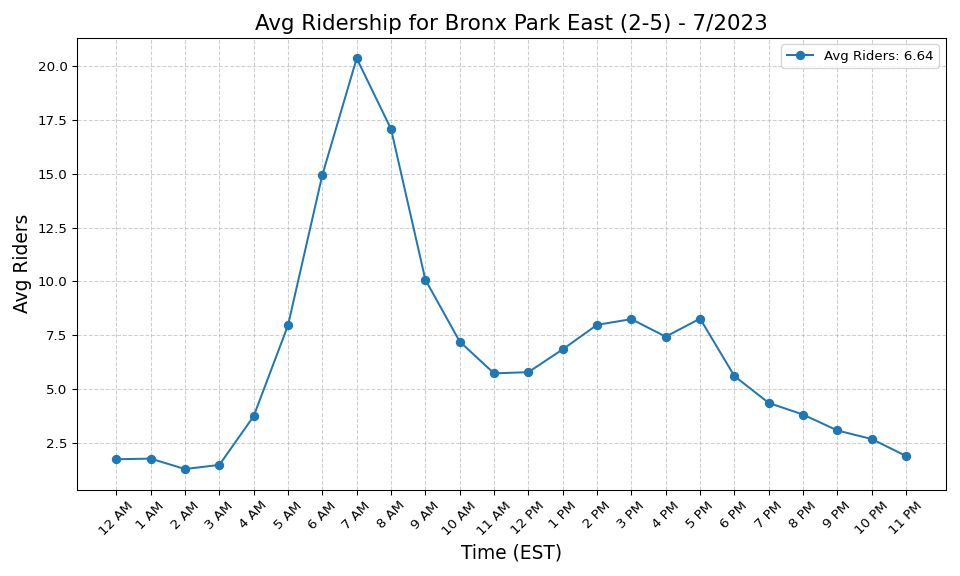 Avg Ridership for Bronx Park East (2-5) - 7/2023
Avg Riders: 6.64
Avg Riders
20.0
17.5
15.0
12.5
10.0
7.5
5.0
2.5
12 AM
1 AM
2 AM
3 AM
4 AM
5 AM
6 AM
7 AM
8 AM
9 AM
10 AM
11 AM
12 PM
1 PM
2 PM
3 PM
4 PM
5 PM
6 PM
7 PM
8 PM
9 PM
10 PM
11 PM
Time (EST)